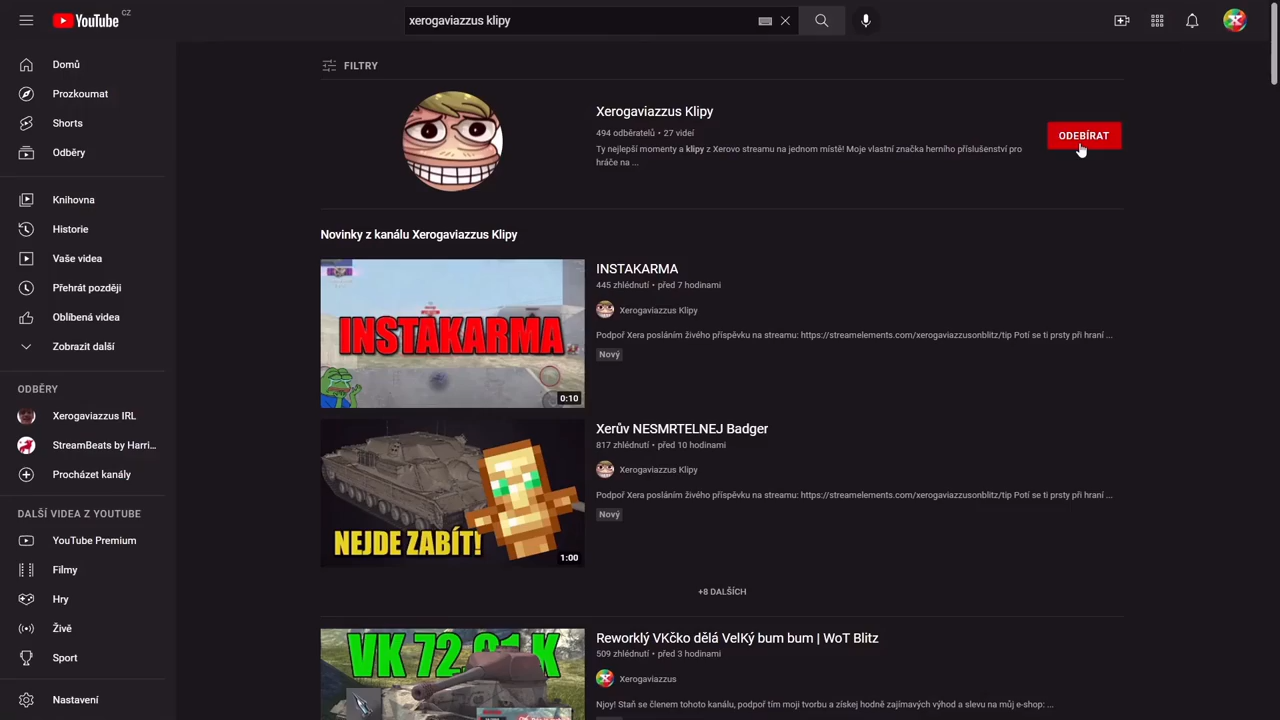 YouTube CZ
xerogaviazzus klipy
Domů
Prozkoumat
Shorts
Odběry
Knihovna
Historie
Vaše videa
Přehrát později
Oblíbená videa
Zobrazit další
ODBĚRY
Xerogaviazzus IRL
StreamBeats by Harri...
Procházet kanály
DALŠÍ VIDEA Z YOUTUBE
YouTube Premium
Filmy
Hry
Živě
Sport
Nastavení
FILTRY
Xerogaviazzus Klipy
494 odběratelů • 27 videí
Ty nejlepší momenty a klipy z Xerovo streamu na jednom místě! Moje vlastní značka herního příslušenství pro
hráče na ...
ODEBÍRAT
Novinky z kanálu Xerogaviazzus Klipy
INSTAKARMA
0:10
INSTAKARMA
445 zhlédnutí • před 7 hodinami
Xerogaviazzus Klipy
Podpoř Xera posláním živého příspěvku na streamu: https://streamelements.com/xerogaviazzusonblitz/tip Potí se ti prsty při hraní ...
Nový
NEJDE ZABÍT!
1:00
Xerův NESMRTELNEJ Badger
817 zhlédnutí • před 10 hodinami
Xerogaviazzus Klipy
Podpoř Xera posláním živého příspěvku na streamu: https://streamelements.com/xerogaviazzusonblitz/tip Potí se ti prsty při hraní ...
Nový
+8 DALŠÍCH
VK 72.01 K
Reworklý VKčko dělá VelKý bum bum | WoT Blitz
509 zhlédnutí • před 3 hodinami
Xerogaviazzus
Njoy! Staň se členem tohoto kanálu, podpoř tím moji tvorbu a získej hodně zajímavých výhod a slevu na můj e-shop: ...